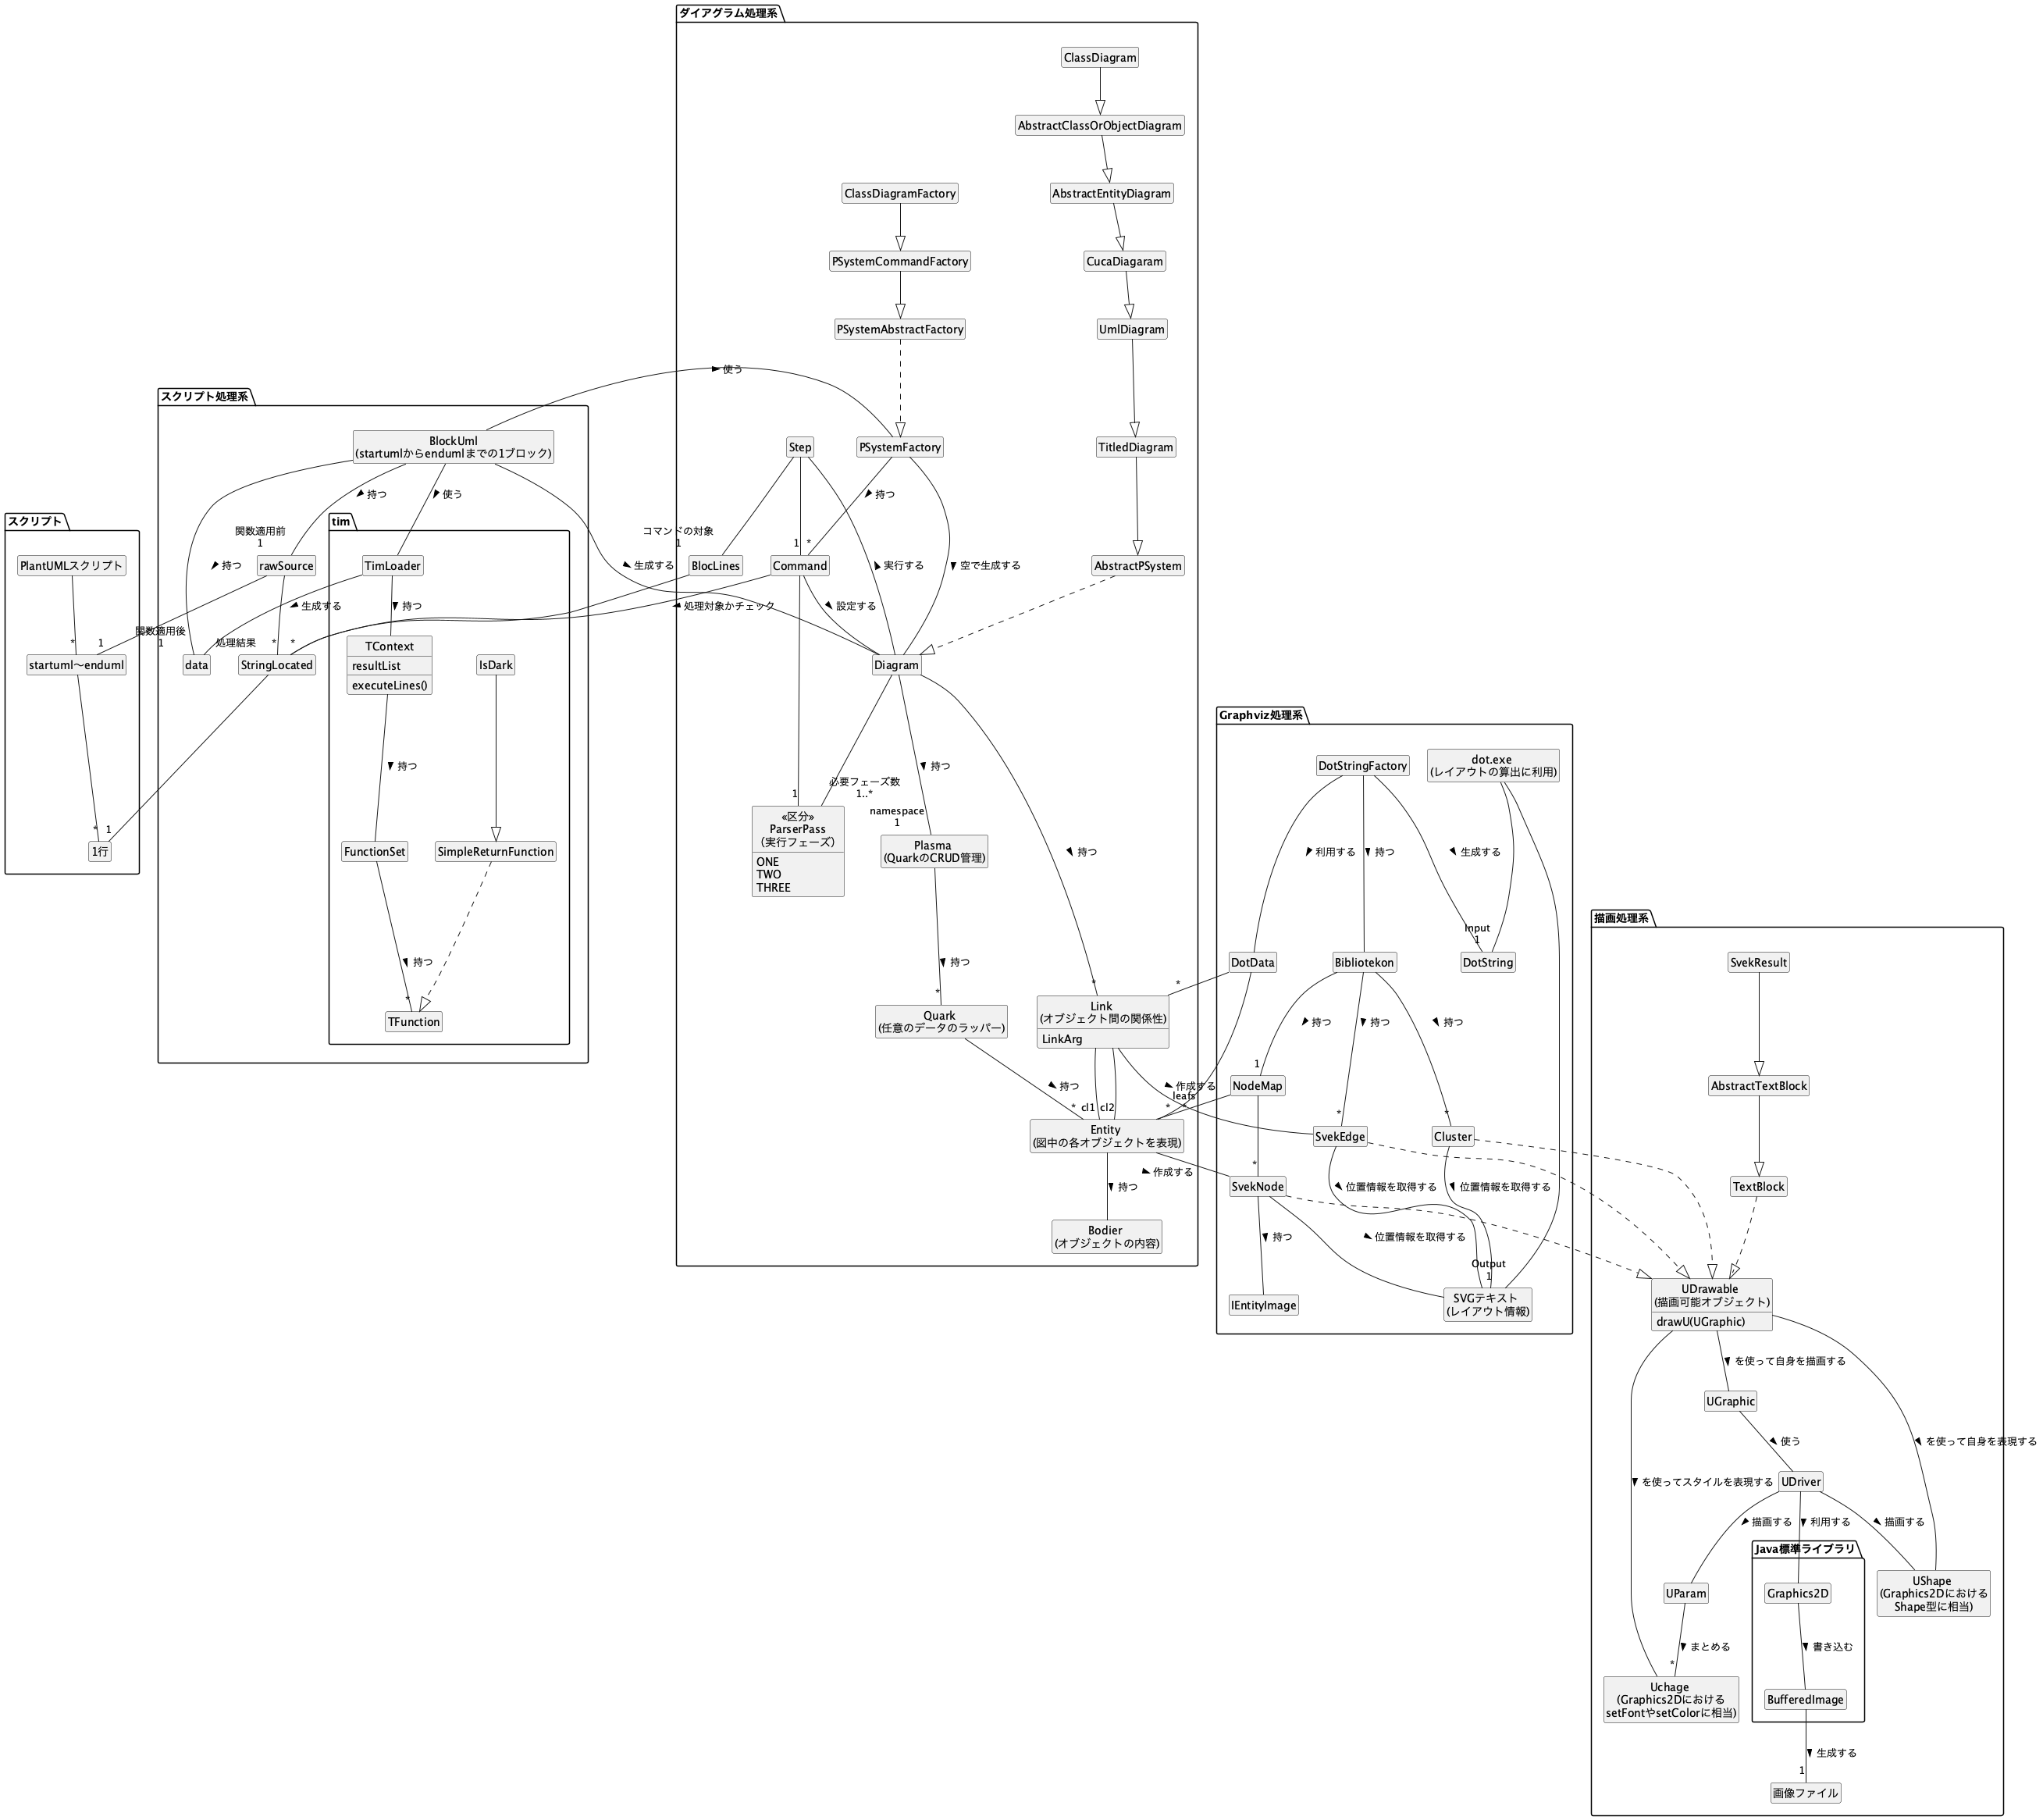 ダイアグラム処理系
ClassDiagram
AbstractClassOrObjectDiagram
ClassDiagramFactory
AbstractEntityDiagram
PSystemCommandFactory
CucaDiagaram
PSystemAbstractFactory
UmlDiagram
使う
スクリプト処理系
BlockUml
(startumlからendumlまでの1ブロック)
Step
PSystemFactory
TitledDiagram
持つ
使う
持つ
スクリプト
tim
関数適用前
1
コマンドの対象
1
1
*
PlantUMLスクリプト
持つ
rawSource
TimLoader
生成する
BlocLines
Command
実行する
空で生成する
AbstractPSystem
生成する
持つ
処理対象かチェック
設定する
関数適用後
1
*
1
処理結果
*
*
TContext
resultList
executeLines()
startuml～enduml
data
StringLocated
IsDark
Diagram
Graphviz処理系
持つ
必要フェーズ数
1..*
持つ
DotStringFactory
dot.exe
(レイアウトの算出に利用)
1
namespace
1
«区分»
ParserPass
(実行フェーズ)
ONE
TWO
THREE
*
1
1行
FunctionSet
SimpleReturnFunction
Plasma
(QuarkのCRUD管理)
持つ
利用する
持つ
生成する
描画処理系
Input
1
持つ
持つ
DotData
Bibliotekon
DotString
SvekResult
*
*
*
*
TFunction
Quark
(任意のデータのラッパー)
Link
(オブジェクト間の関係性)
LinkArg
持つ
持つ
持つ
1
持つ
作成する
leafs
NodeMap
AbstractTextBlock
*
cl1
cl2
*
*
*
*
Entity
(図中の各オブジェクトを表現)
SvekEdge
Cluster
作成する
*
持つ
SvekNode
位置情報を取得する
位置情報を取得する
TextBlock
Bodier
(オブジェクトの内容)
持つ
位置情報を取得する
Output
1
IEntityImage
SVGテキスト
(レイアウト情報)
UDrawable
(描画可能オブジェクト)
drawU(UGraphic)
を使って自身を描画する
UGraphic
使う
を使って自身を表現する
を使ってスタイルを表現する
UDriver
描画する
利用する
描画する
Java標準ライブラリ
UParam
Graphics2D
UShape
(Graphics2Dにおける
Shape型に相当)
まとめる
書き込む
*
Uchage
(Graphics2Dにおける
setFontやsetColorに相当)
BufferedImage
生成する
1
画像ファイル